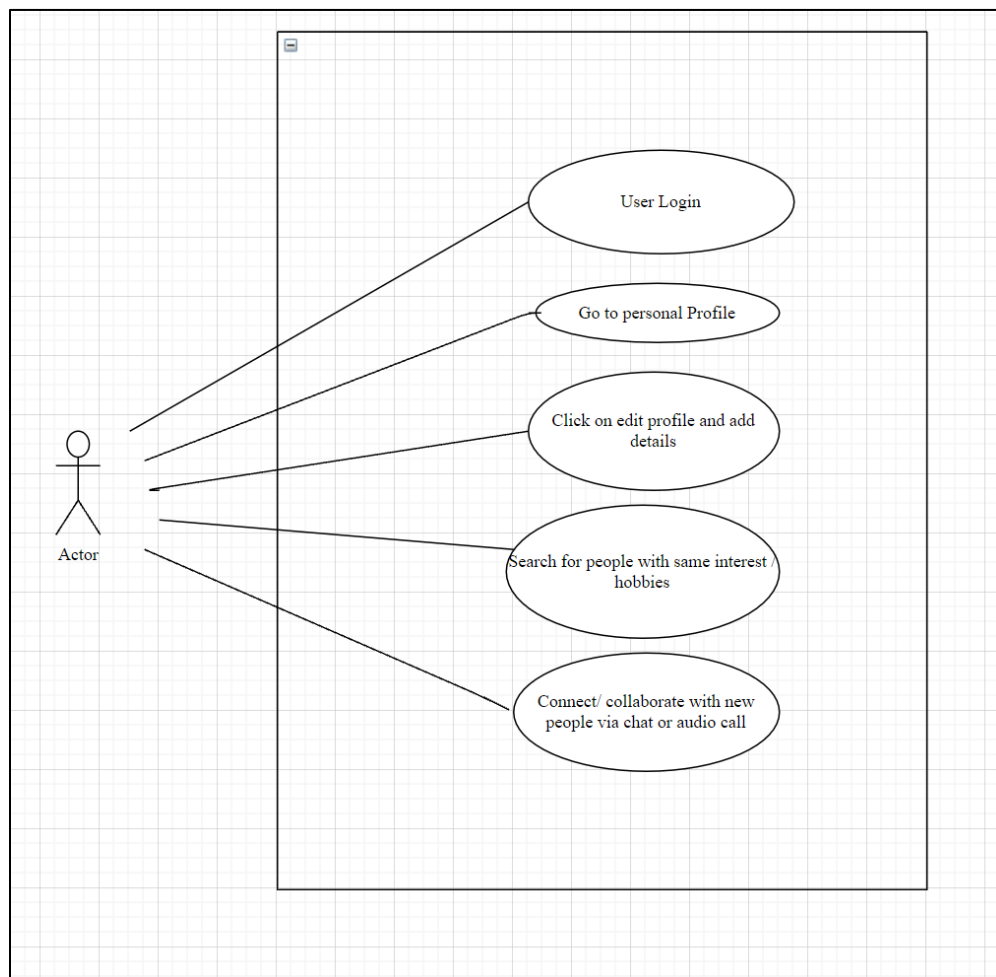 User Login
Go to personal Profile
Click on edit profile and add
details
Actor
Search for people with same interest /
hobbies
Connect/ collaborate with new
people via chat or audio call